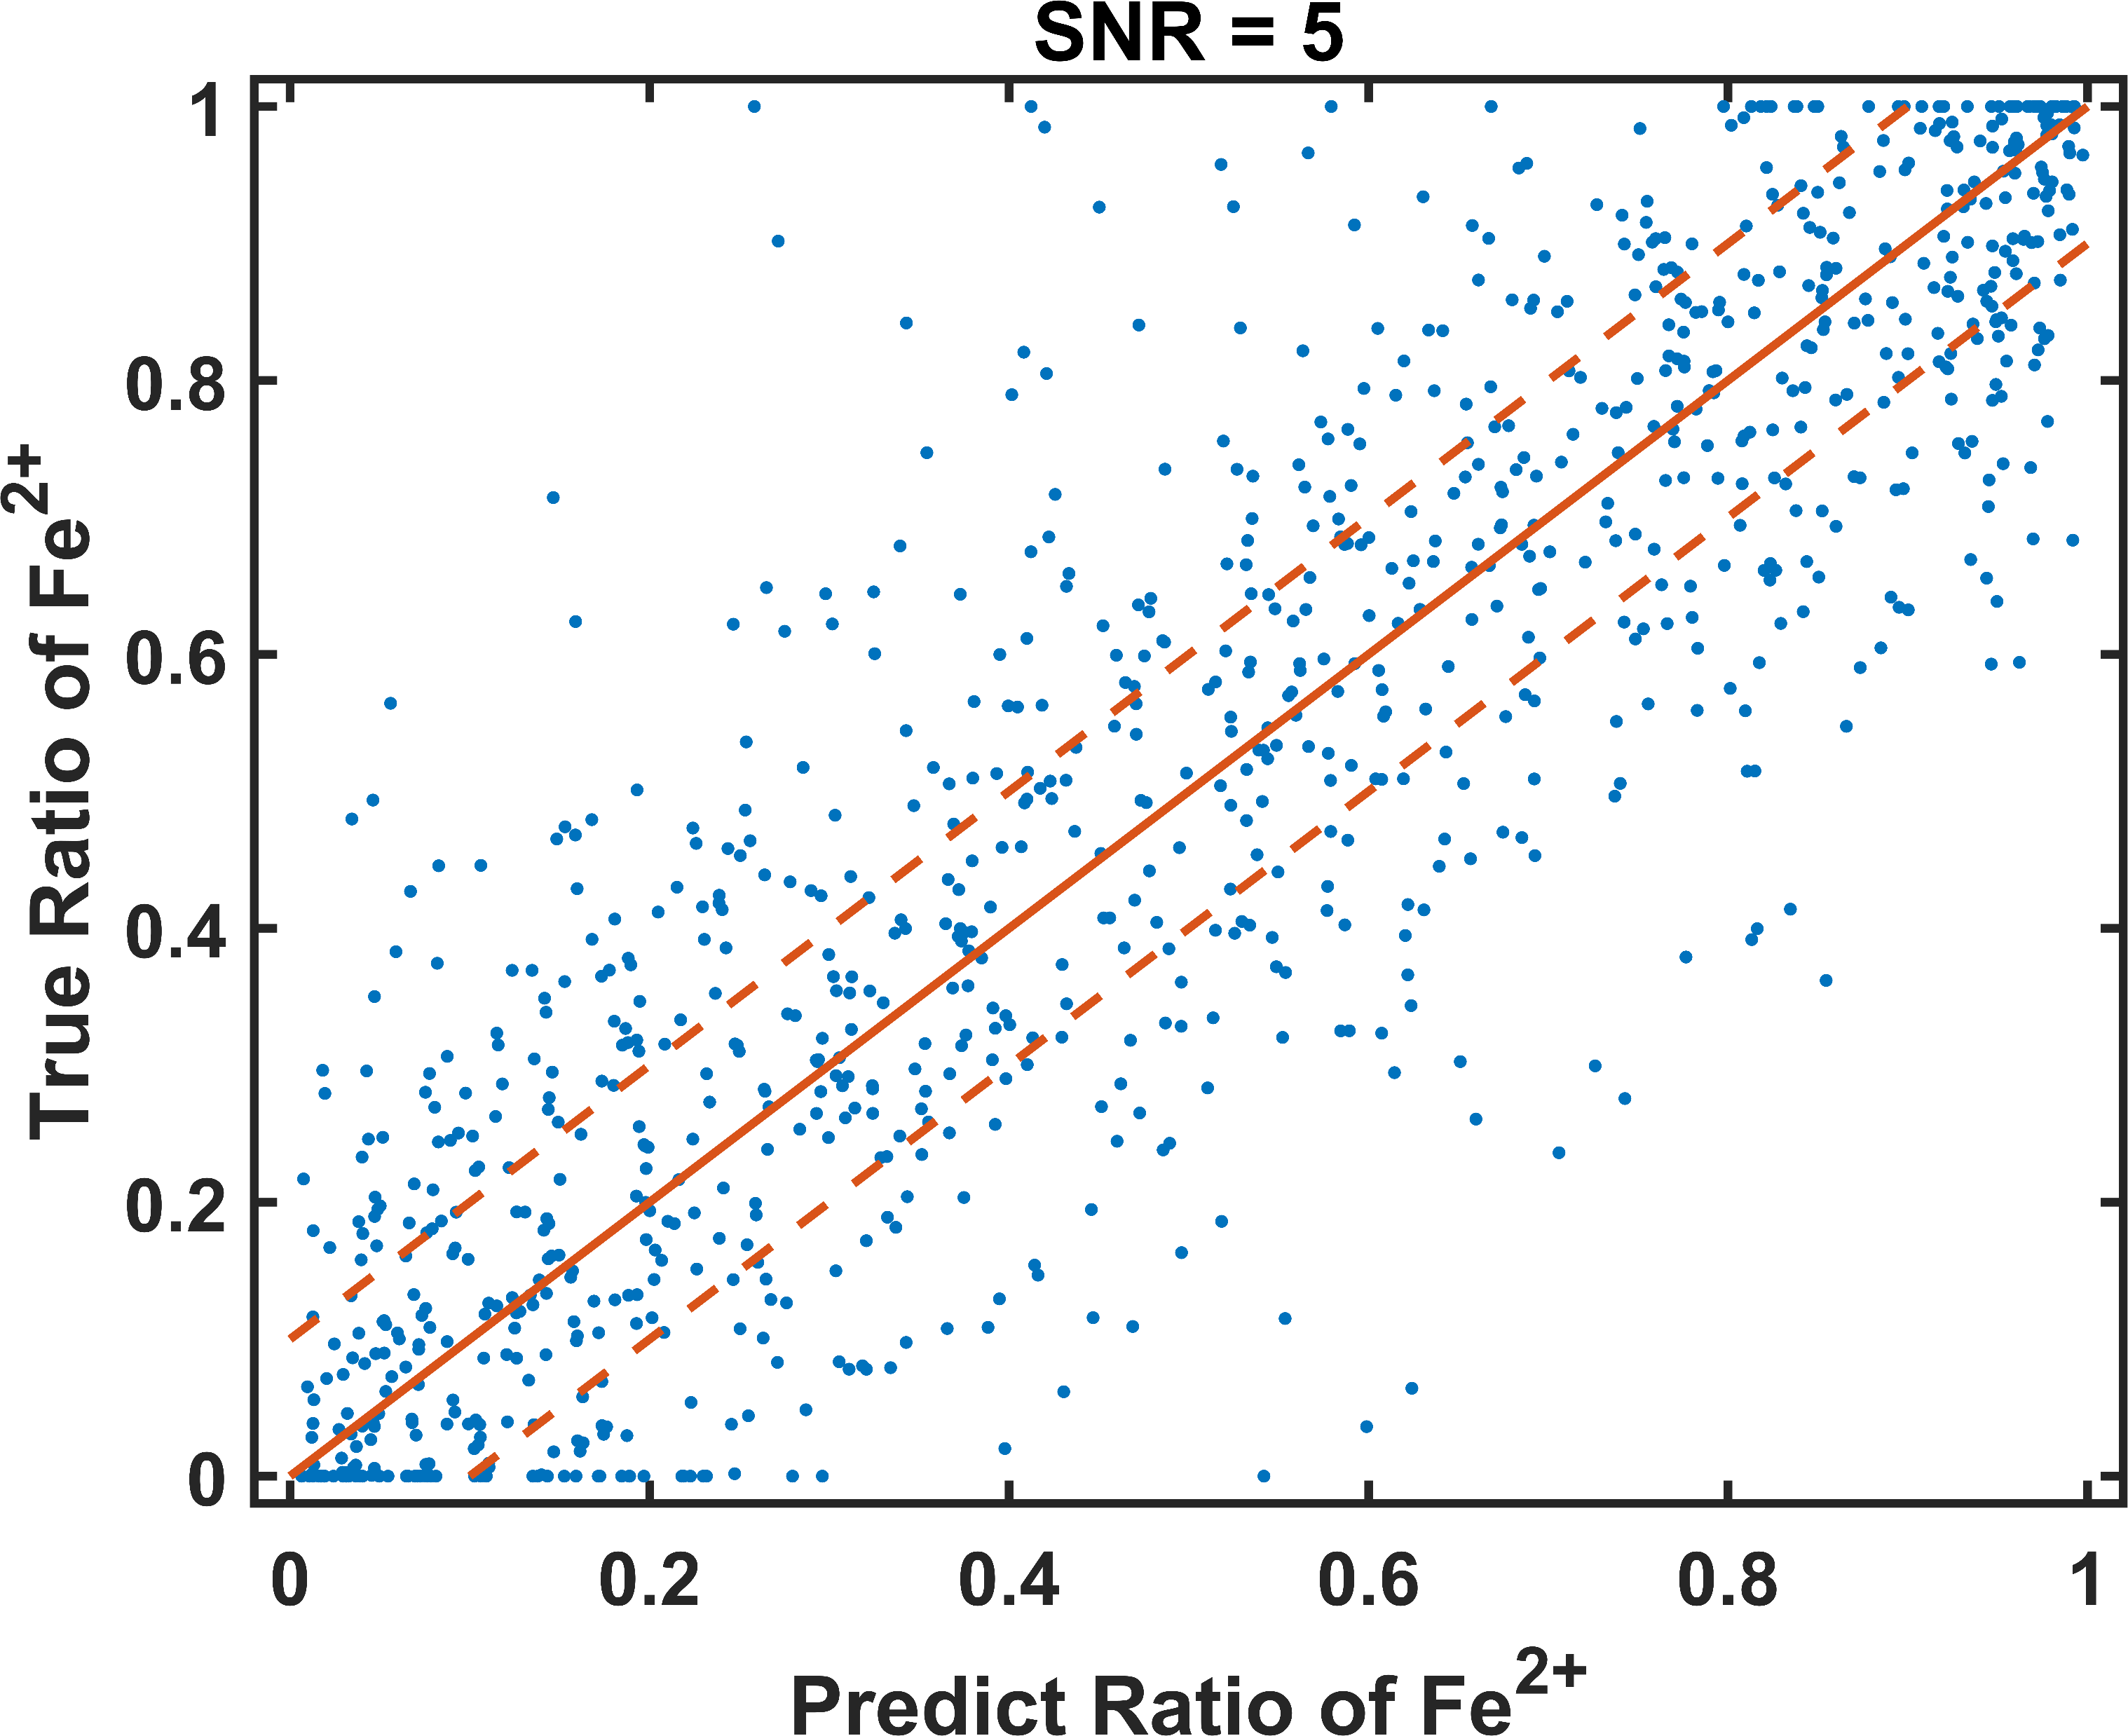 SNR = 5
True Ratio of Fe²⁺
1
0.8
0.6
0.4
0.2
0
0 0.2 0.4 0.6 0.8 1
Predict Ratio of Fe²⁺